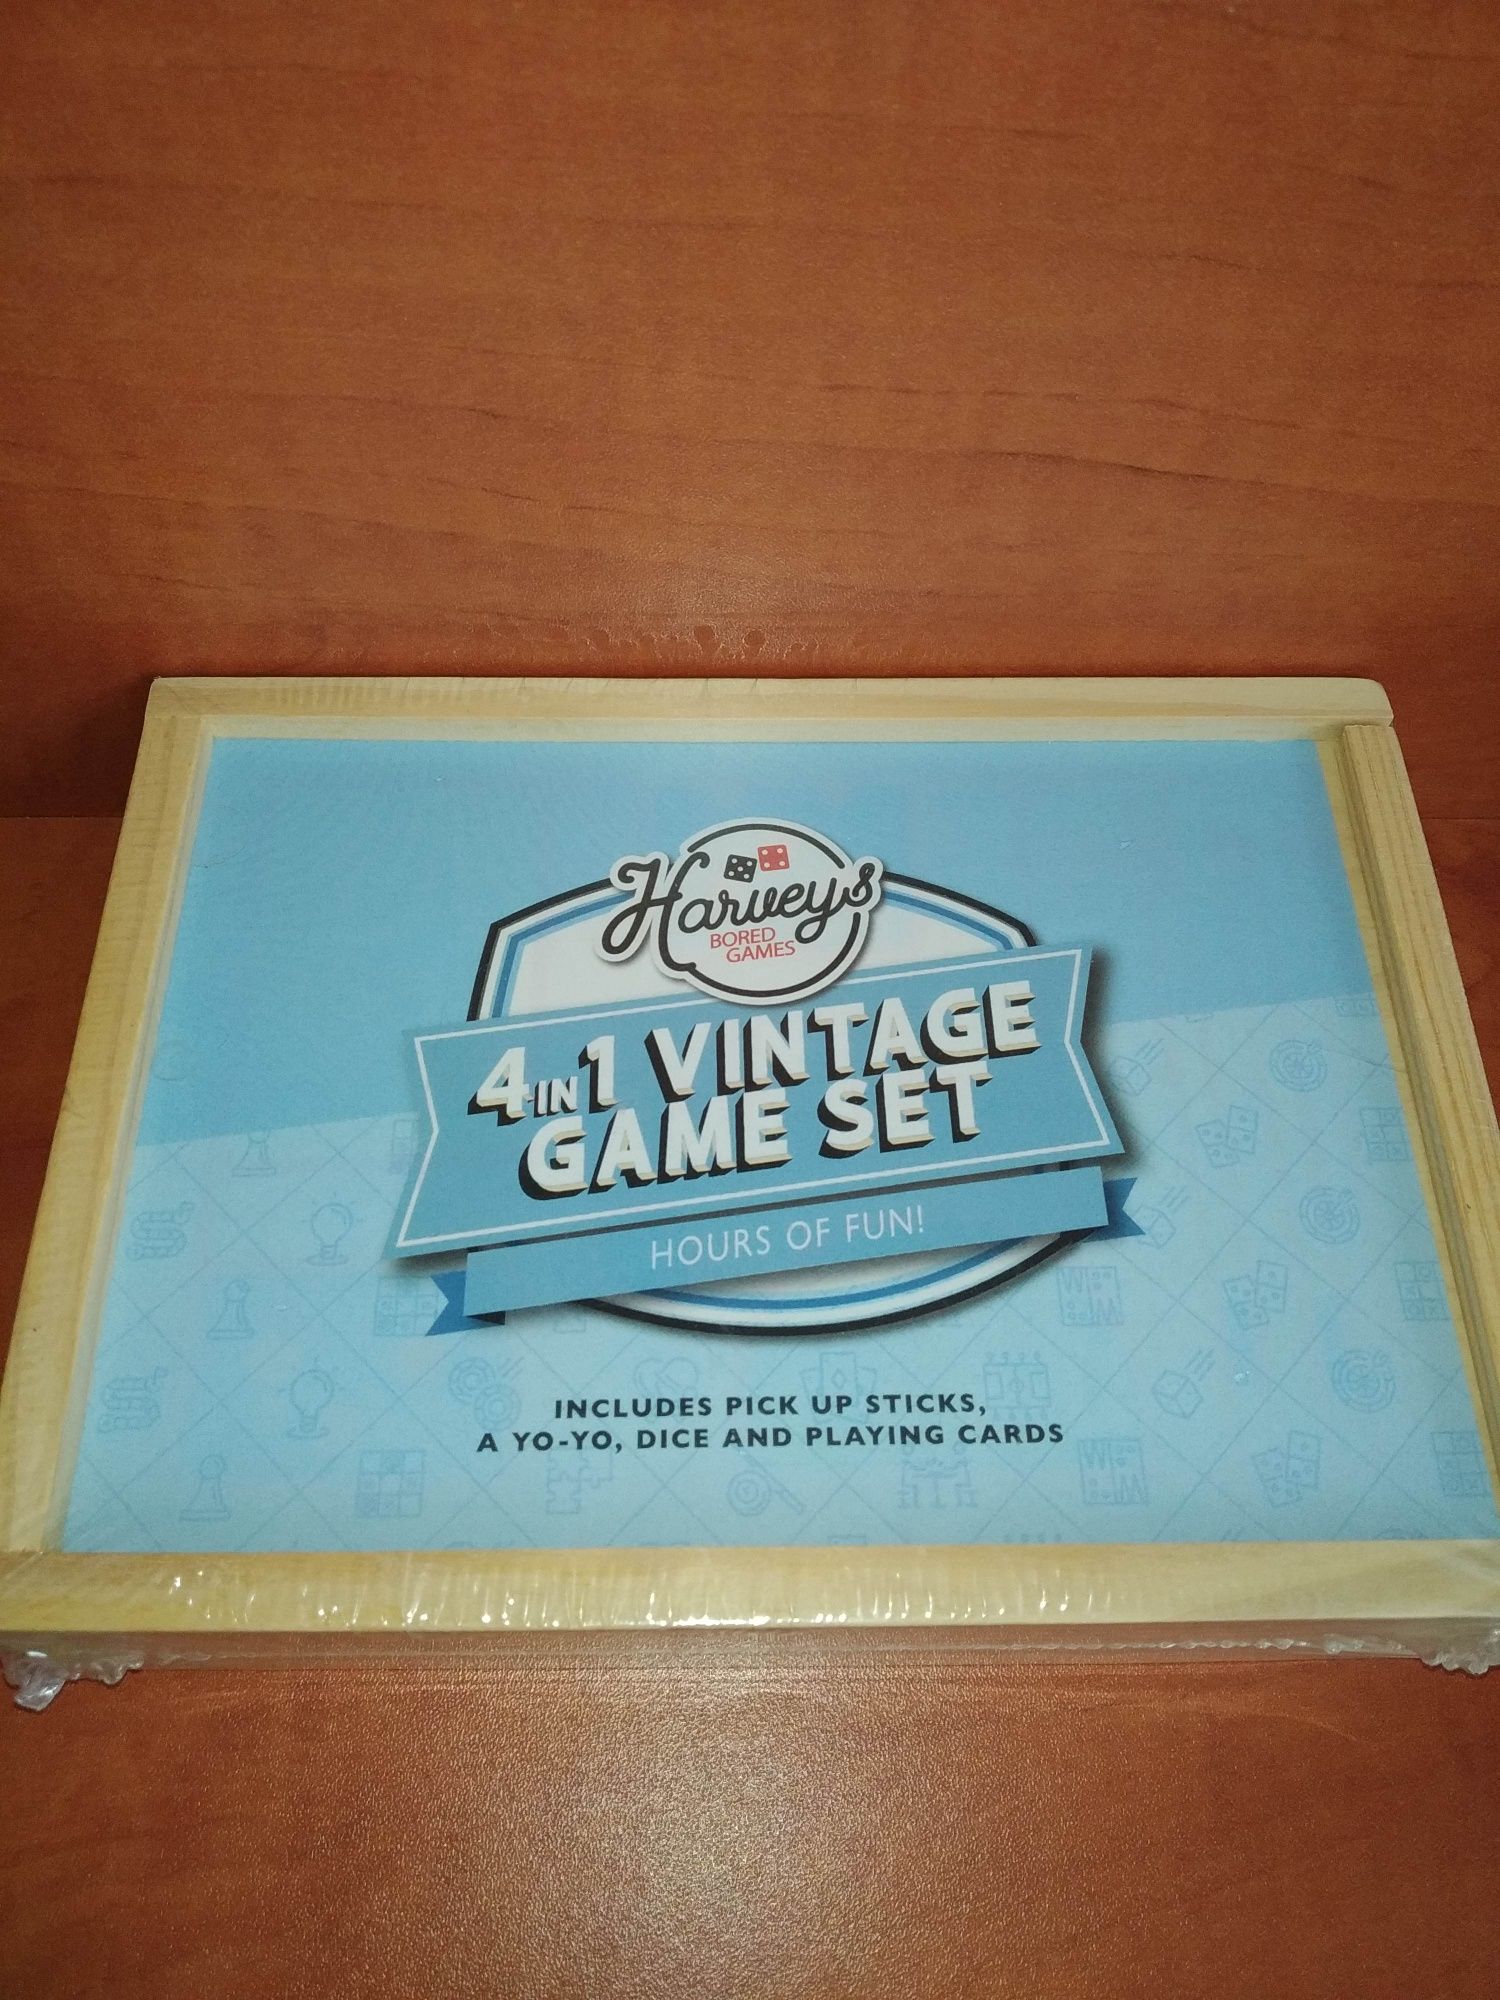 Harveys
BORED
GAMES
4 IN 1 VINTAGE
GAME SET
HOURS OF FUN!
INCLUDES PICK UP STICKS,
A YO-YO, DICE AND PLAYING CARDS